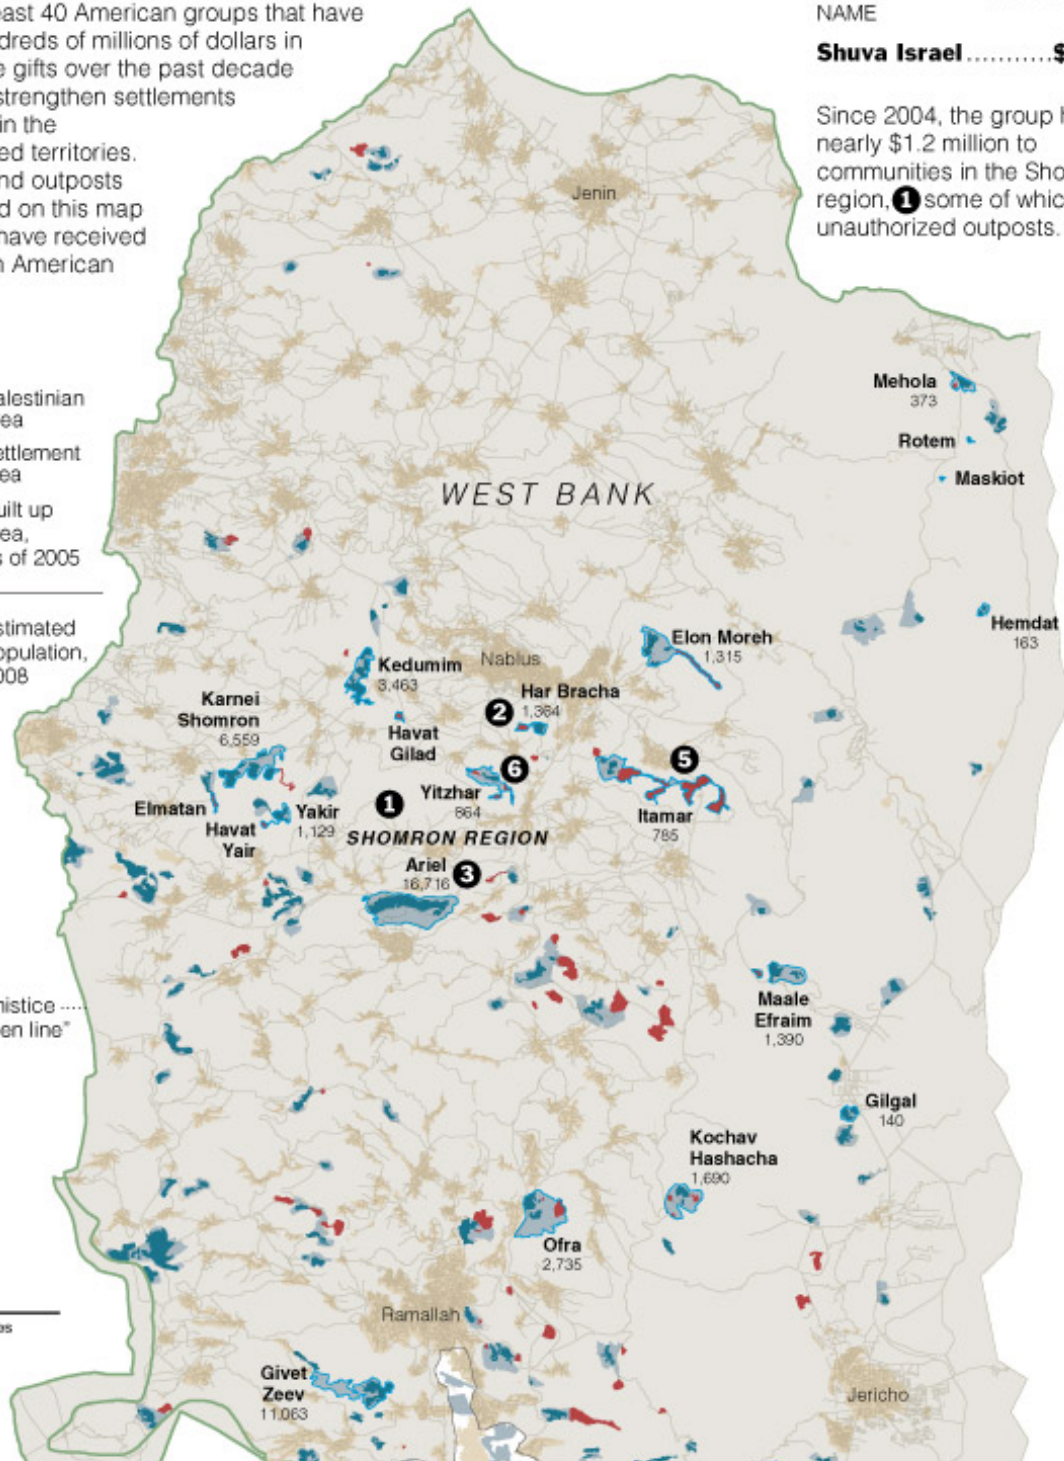 east 40 American groups that have
dreds of millions of dollars in
e gifts over the past decade
strengthen settlements
in the
ed territories.
nd outposts
d on this map
have received
n American
alestinian
ea
ettlement
ea
uilt up
ea,
s of 2005
stimated
opulation,
008
mistice
en line"
es
NAME
Shuva Israel ...........$
Since 2004, the group h
nearly $1.2 million to
communities in the Sho
region, 1 some of whic
unauthorized outposts.
Jenin
Mehola
373
Rotem
Maskiot
WEST BANK
Hemdat
163
Elon Moreh
1,315
Nablus
Kedumim
3,463
Har Bracha
2 1,364
Karnei
Shomron
6,559
Havat
Gilad
6
5
Yitzhar
864
Itamar
785
Elmatan
Havat
Yair
Yakir
1,129
1
SHOMRON REGION
Ariel
16,716
3
Maale
Efraim
1,390
Gilgal
140
Kochav
Hashacha
1,690
Ofra
2,735
Ramallah
Givet
Zeev
11,063
Jericho